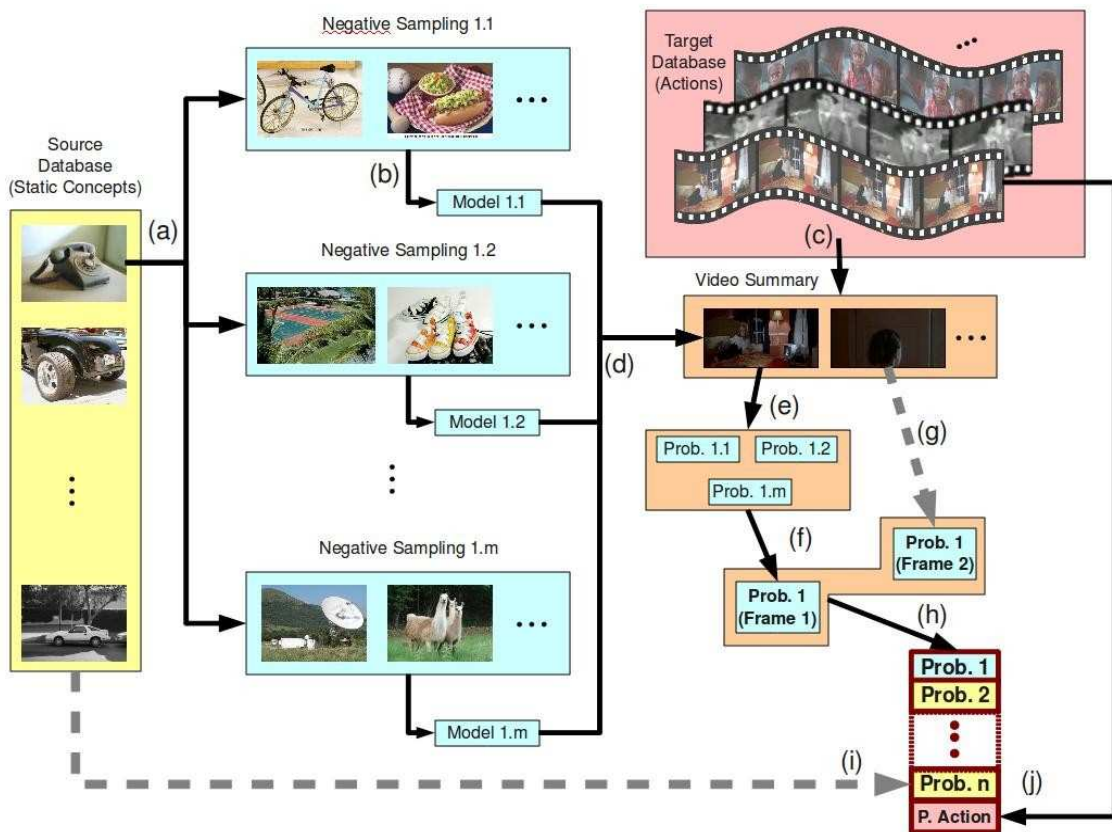 Negative Sampling 1.1
Target
Database
(Actions)
Source
Database
(Static Concepts)
(a)
(b)
Model 1.1
(c)
Negative Sampling 1.2
Video Summary
(d)
Model 1.2
(e)
(g)
Prob. 1.1
Prob. 1.2
Prob. 1.m
(f)
Negative Sampling 1.m
Prob. 1
(Frame 2)
Prob. 1
(Frame 1)
(h)
Prob. 1
Prob. 2
Model 1.m
(i)
Prob. n
(j)
P. Action